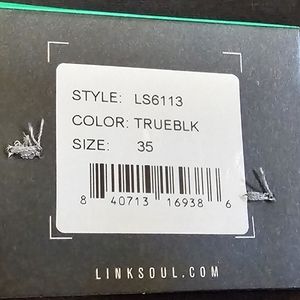 STYLE: LS6113
COLOR: TRUEBLK
SIZE: 35
8 40713 16938 6
LINKSOUL.COM